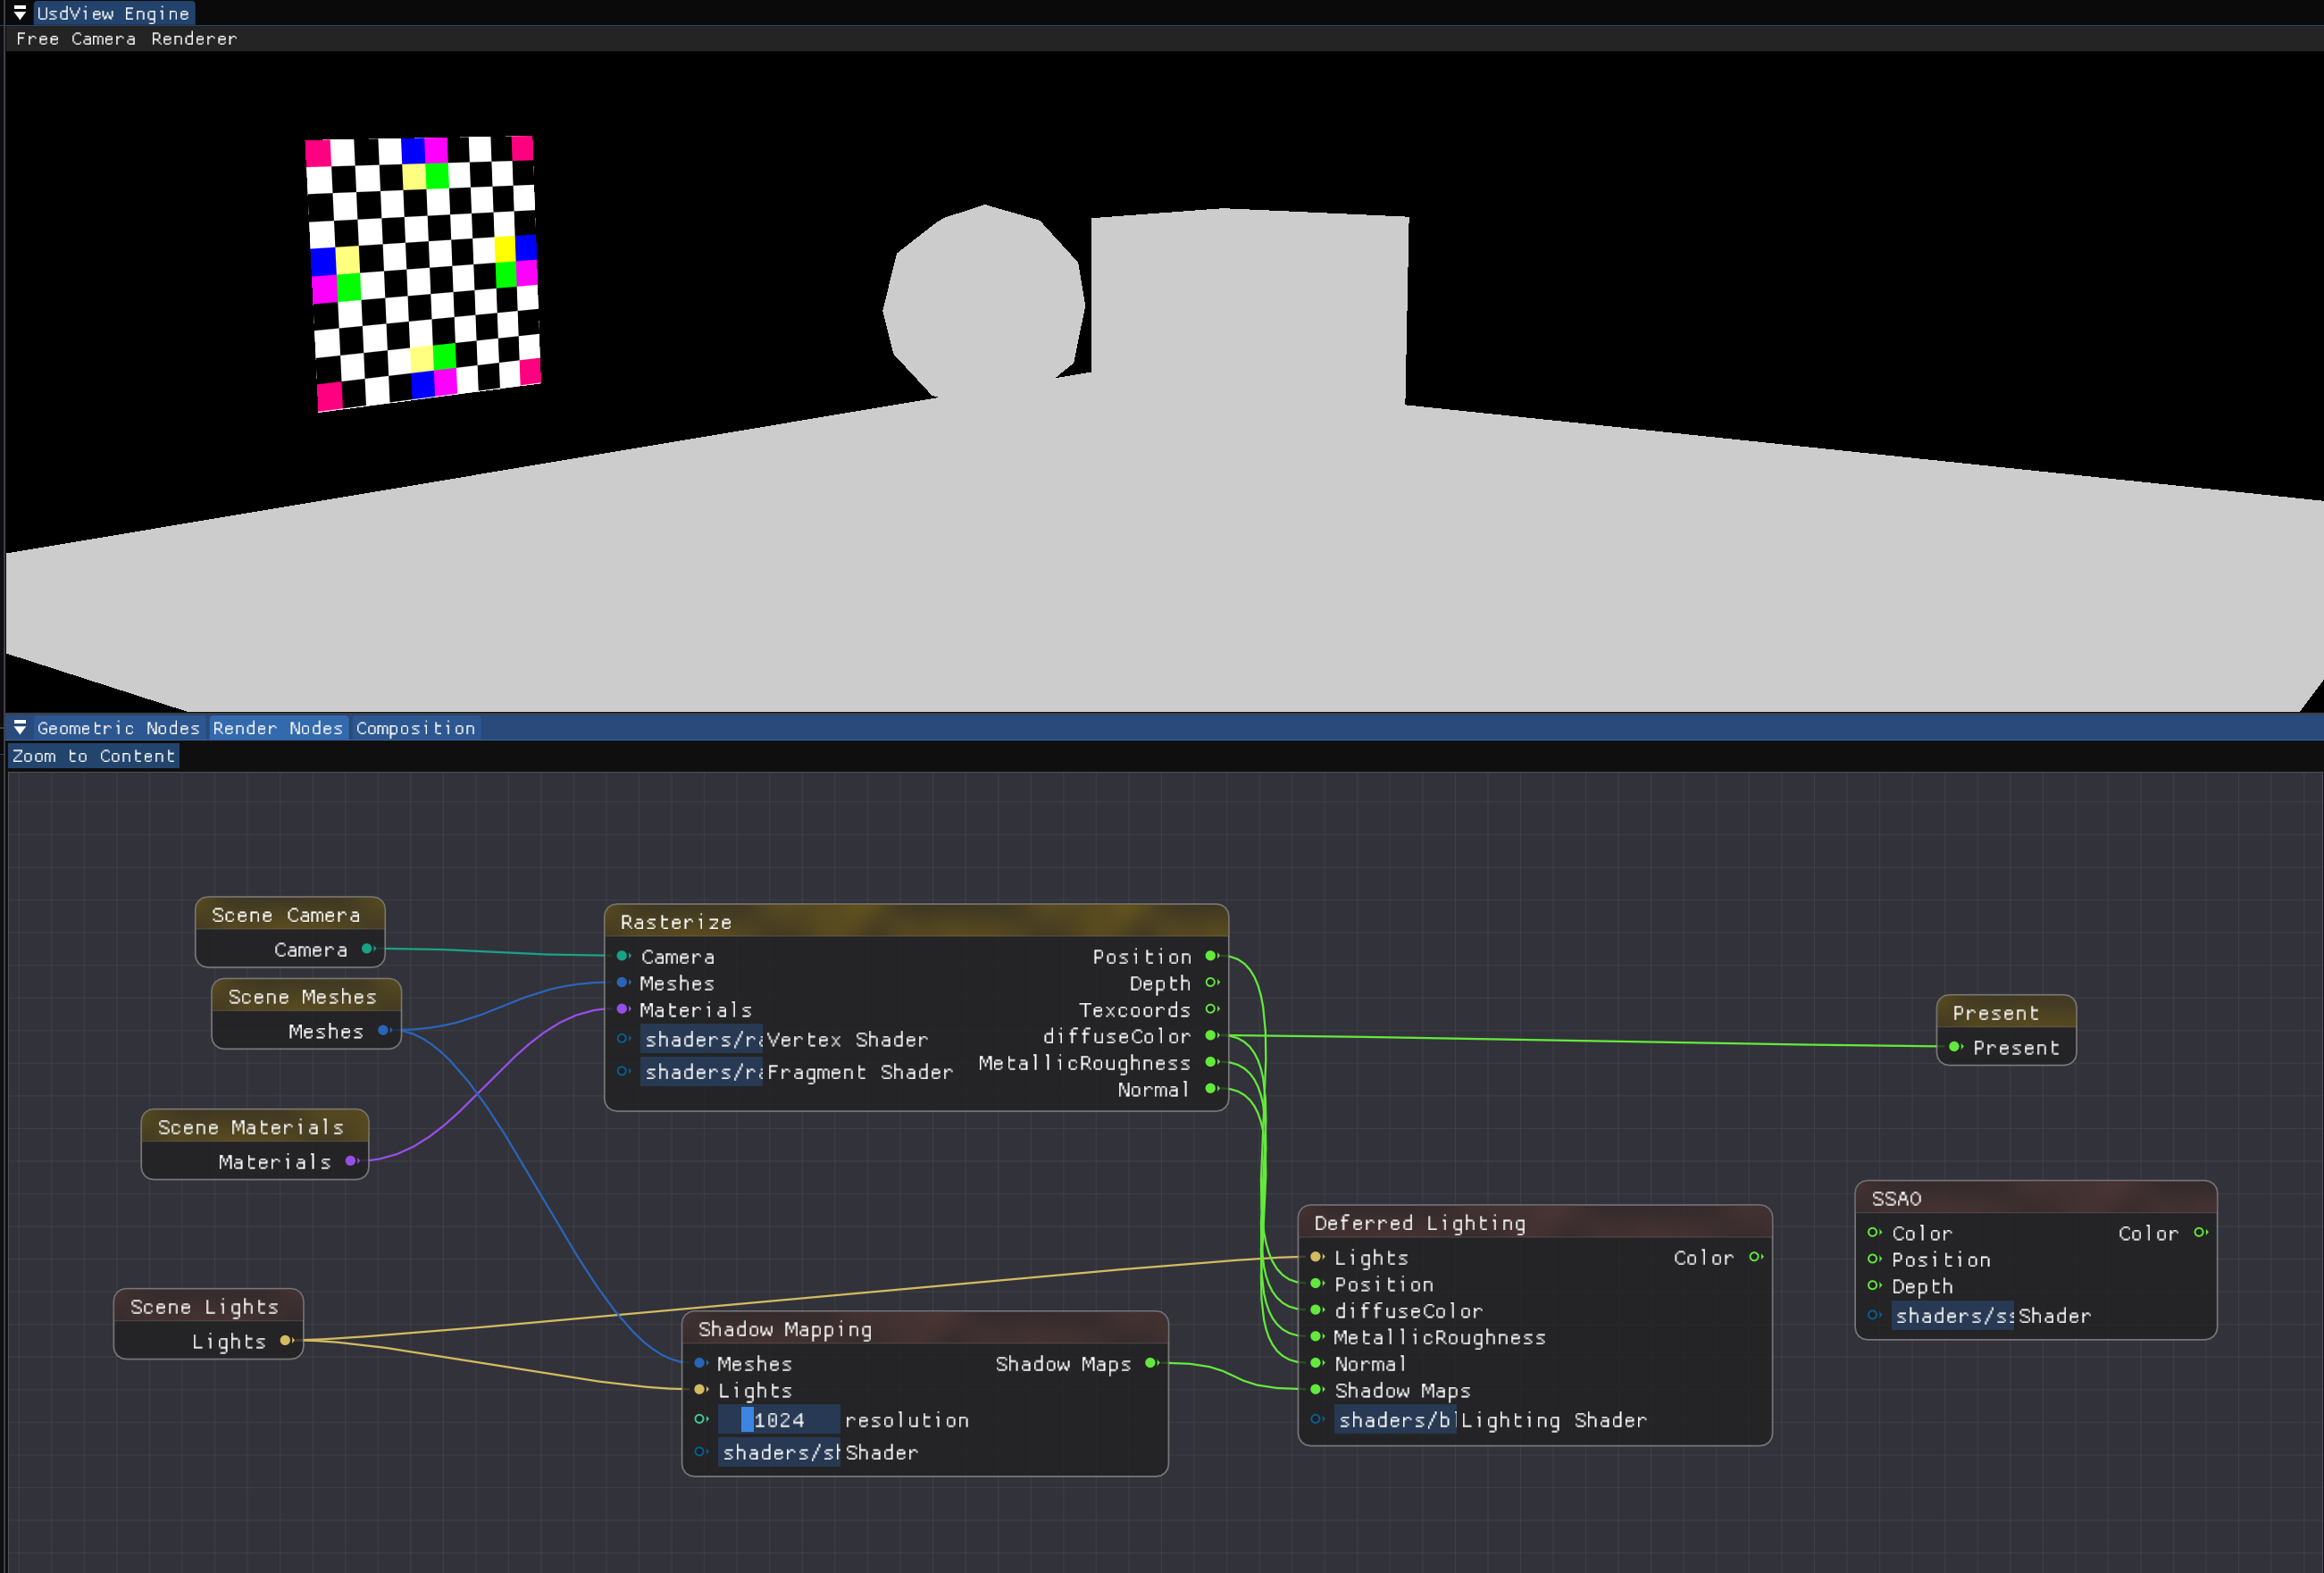 UsdView Engine
Free Camera Renderer
Geometric Nodes Render Nodes Composition
Zoom to Content
Scene Camera
Camera
Scene Meshes
Meshes
Scene Materials
Materials
Scene Lights
Lights
Rasterize
Camera Position
Meshes Depth
Materials Texcoords
shaders/ra Vertex Shader diffuseColor
shaders/ra Fragment Shader MetallicRoughness
Normal
Shadow Mapping
Meshes Shadow Maps
Lights
1024 resolution
shaders/sh Shader
Deferred Lighting
Lights Color
Position
diffuseColor
MetallicRoughness
Normal
Shadow Maps
shaders/bl Lighting Shader
Present
Present
SSAO
Color Color
Position
Depth
shaders/ss Shader